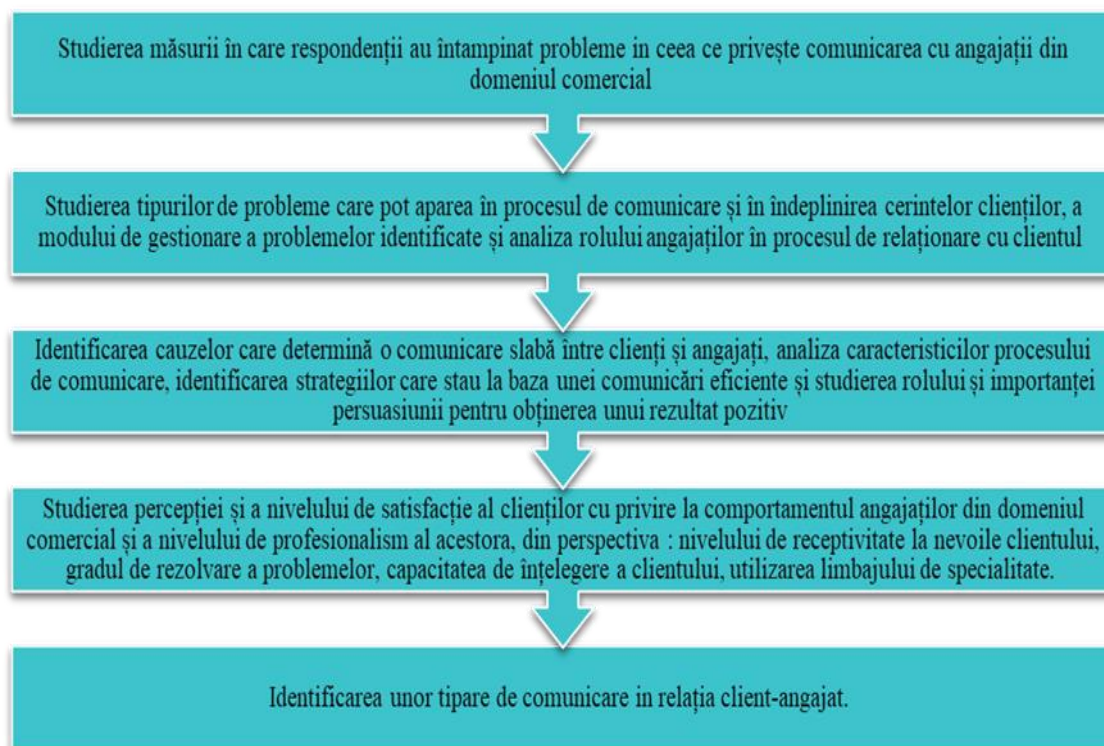 Studierea măsurii în care respondenții au întampinat probleme in ceea ce privește comunicarea cu angajații din
domeniul comercial
Studierea tipurilor de probleme care pot aparea în procesul de comunicare și în îndeplinirea cerintelor clienților, a
modului de gestionare a problemelor identificate și analiza rolului angajaților în procesul de relaționare cu clientul
Identificarea cauzelor care determină o comunicare slabă între clienți și angajați, analiza caracteristicilor procesului
de comunicare, identificarea strategiilor care stau la baza unei comunicări eficiente și studierea rolului și importanței
persuasiunii pentru obținerea unui rezultat pozitiv
Studierea percepției și a nivelului de satisfacție al clienților cu privire la comportamentul angajaților din domeniul
comercial și a nivelului de profesionalism al acestora, din perspectiva : nivelului de receptivitate la nevoile clientului,
gradul de rezolvare a problemelor, capacitatea de înțelegere a clientului, utilizarea limbajului de specialitate.
Identificarea unor tipare de comunicare in relația client-angajat.